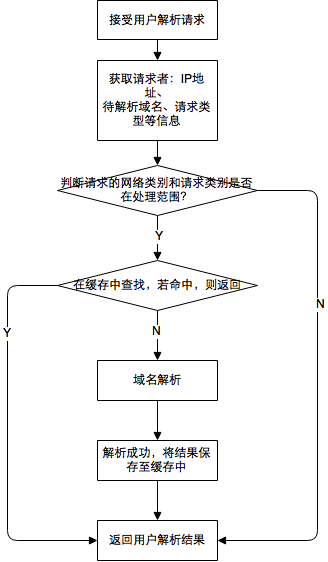 接受用户解析请求
获取请求者：IP地
址、
待解析域名、请求类
型等信息
判断请求的网络类别和请求类别是否
在处理范围？
Y
在缓存中查找，若命中，则返回
N
Y
N
域名解析
解析成功，将结果保
存至缓存中
返回用户解析结果